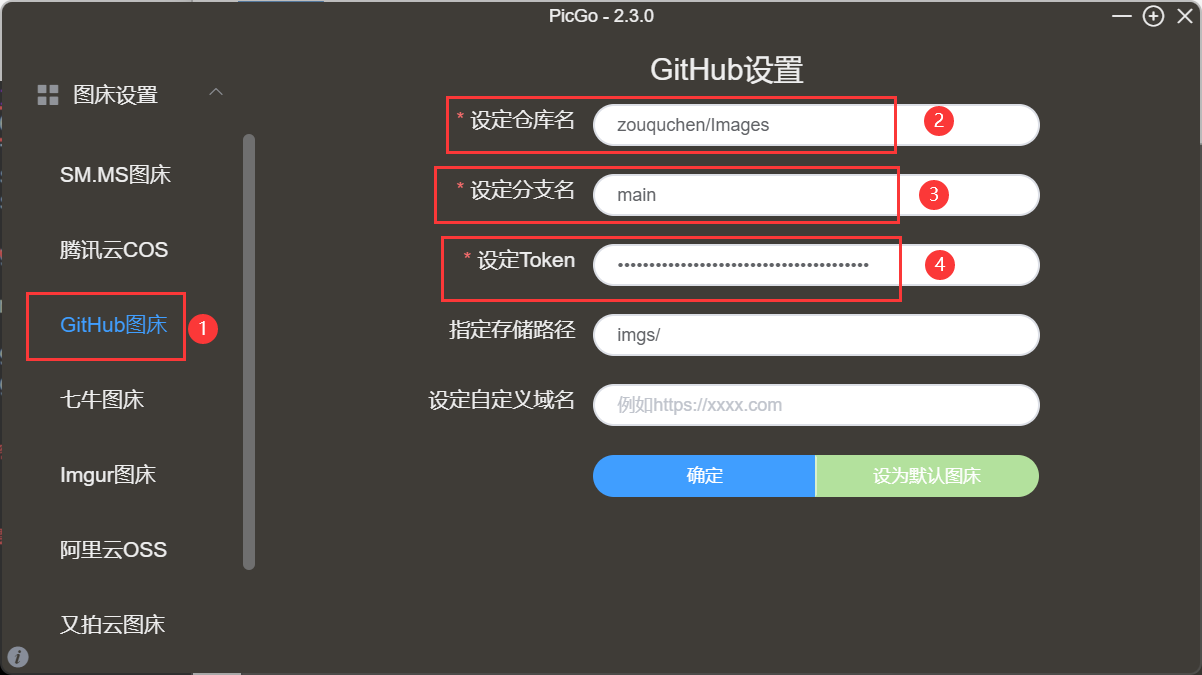 PicGo - 2.3.0
图床设置
SM.MS图床
腾讯云COS
GitHub图床
1
七牛图床
Imgur图床
阿里云OSS
又拍云图床
GitHub设置
* 设定仓库名 zouquchen/Images
2
* 设定分支名 main
3
* 设定Token ••••••••••••••••••••••••••••••••••••••••
4
指定存储路径 imgs/
设定自定义域名 例如https://xxxx.com
确定 设为默认图床